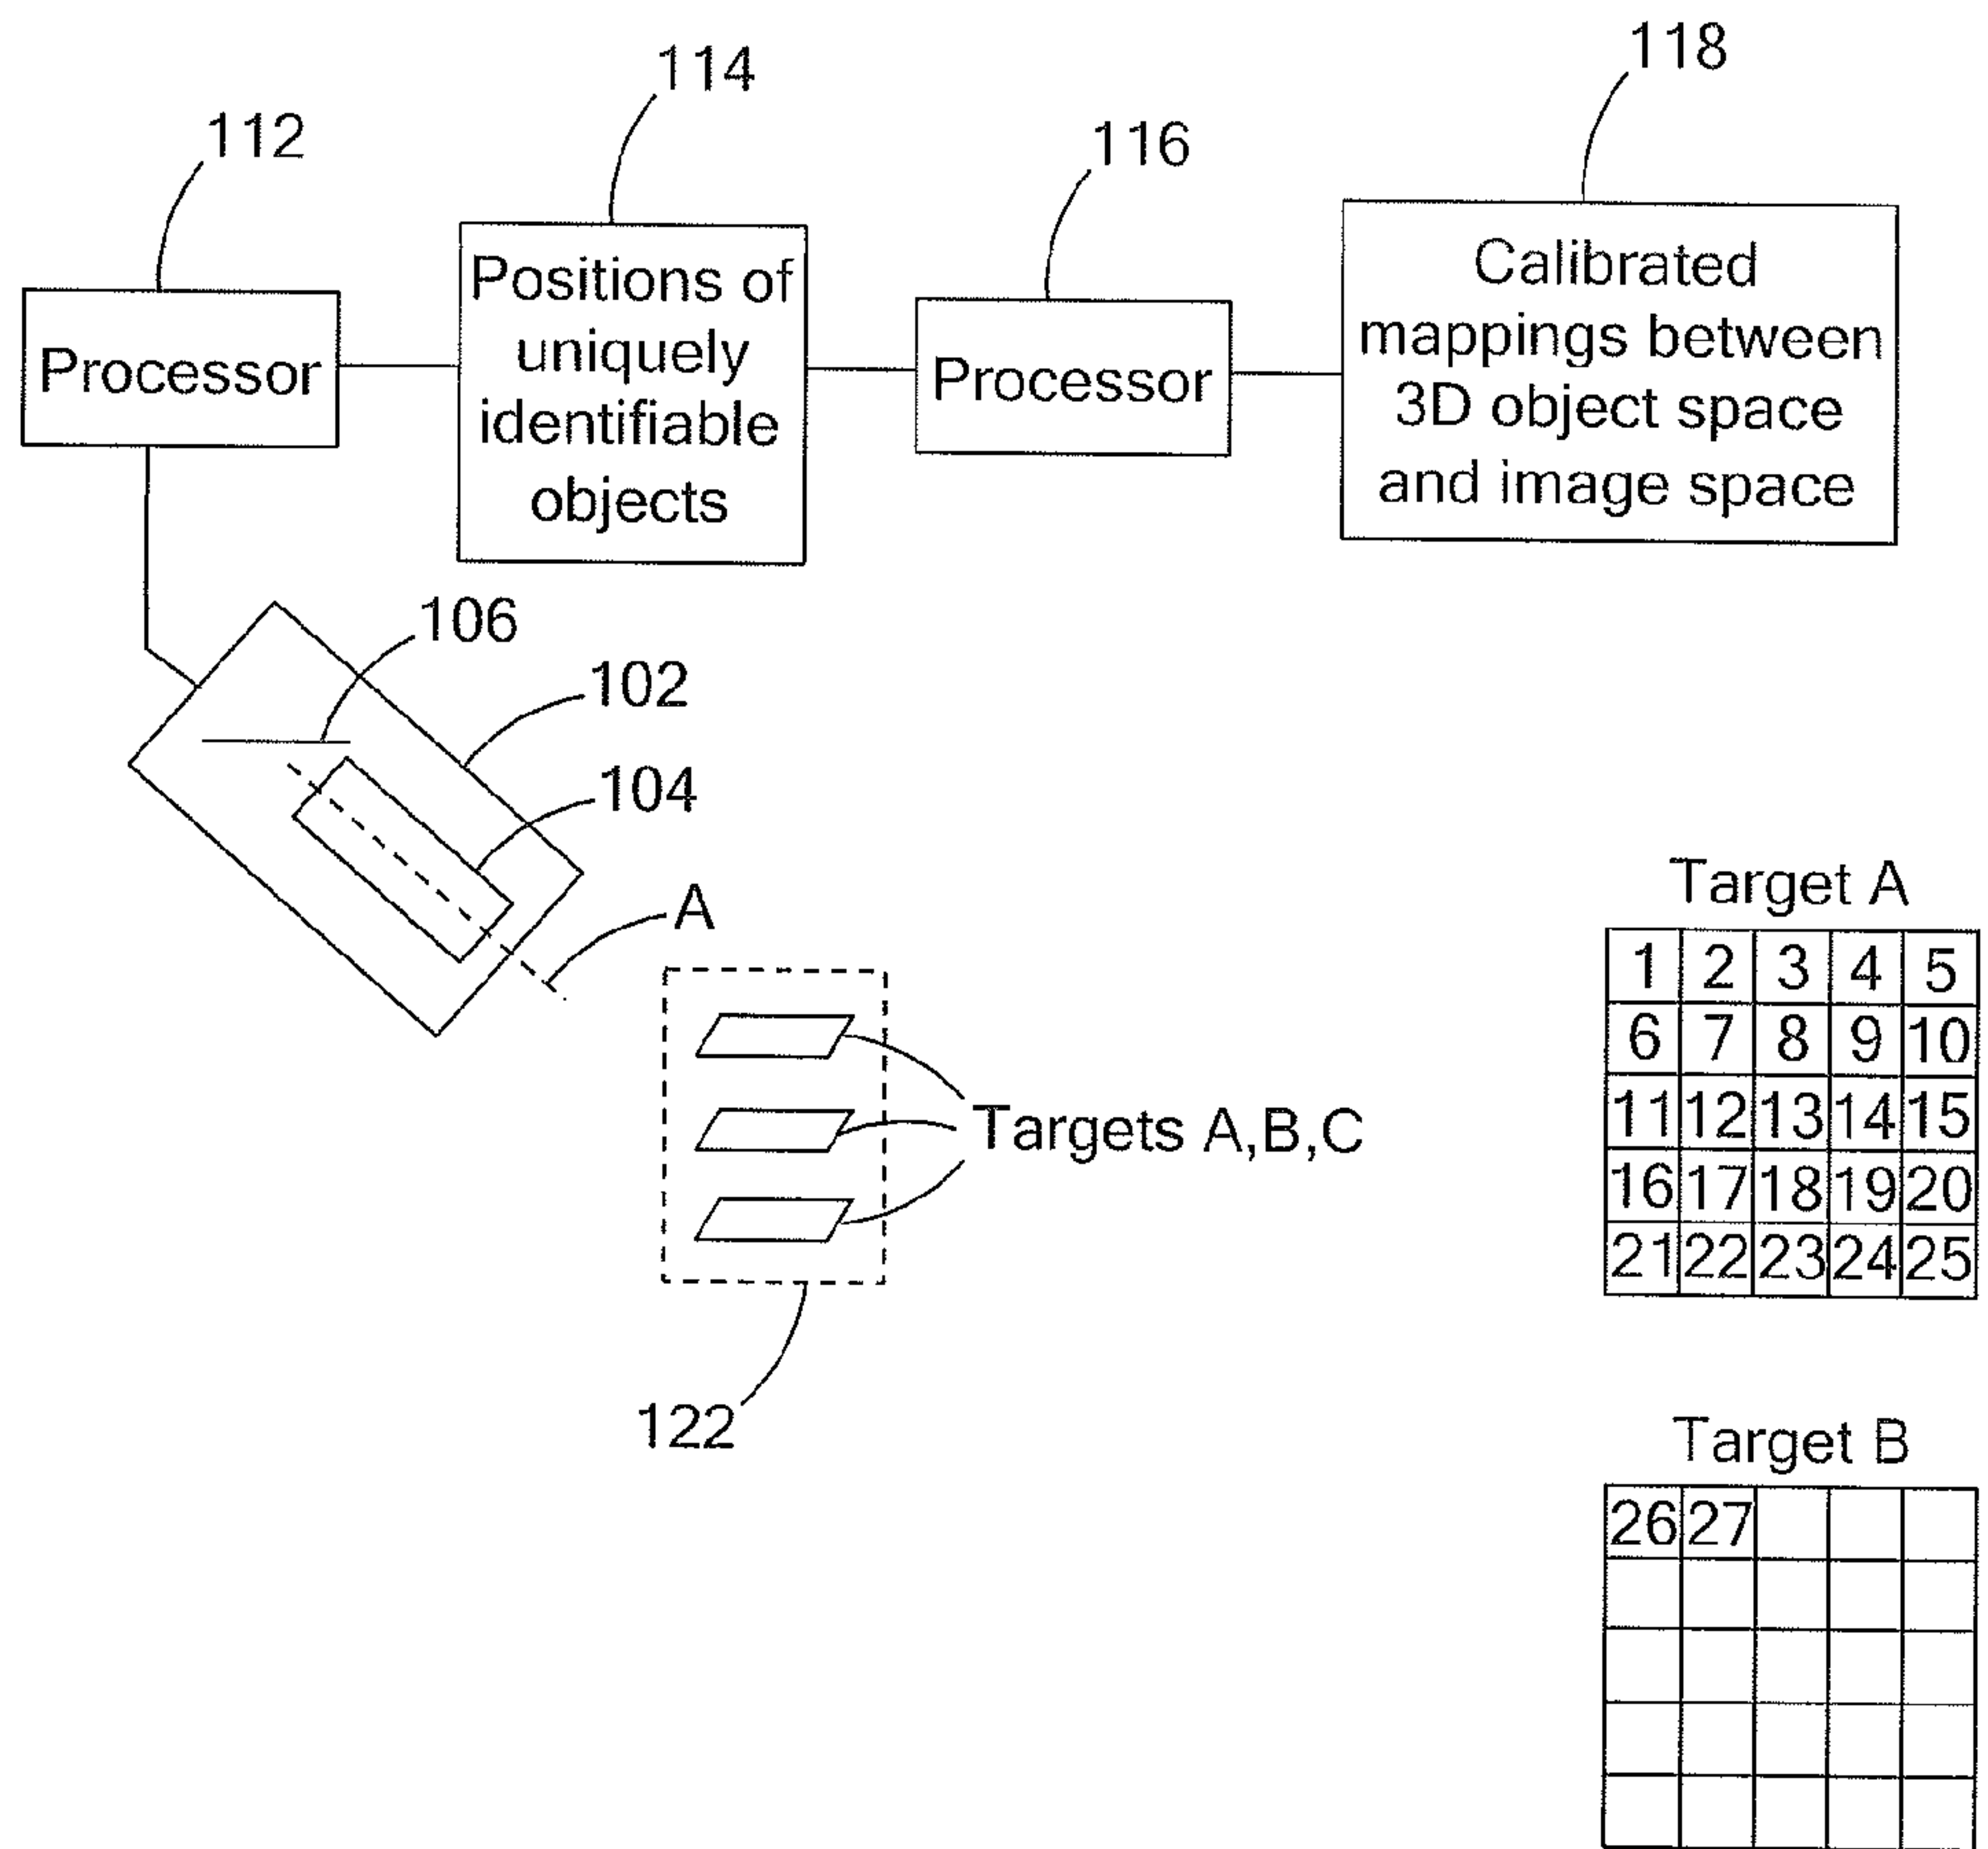 118
114
112
116
Processor
Positions of
uniquely
identifiable
objects
Processor
Calibrated
mappings between
3D object space
and image space
106
102
104
A
Targets A,B,C
122
Target A
1 2 3 4 5
6 7 8 9 10
11 12 13 14 15
16 17 18 19 20
21 22 23 24 25
Target B
26 27